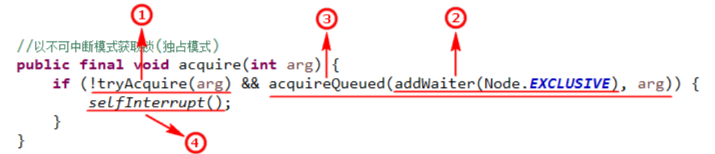 ① ③ ②
//以不可中断模式获取锁(独占模式)
public final void acquire(int arg) {
if (!tryAcquire(arg) && acquireQueued(addWaiter(Node.EXCLUSIVE), arg)) {
selfInterrupt();
}
④
}